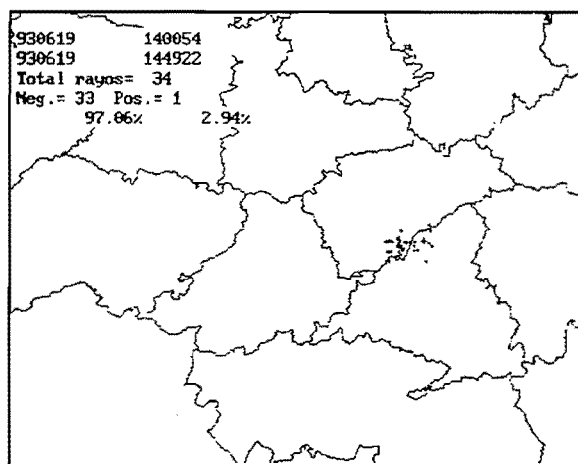 930619 140054
930619 144922
Total rayos= 34
Neg.= 33 Pos.= 1
97.06% 2.94%